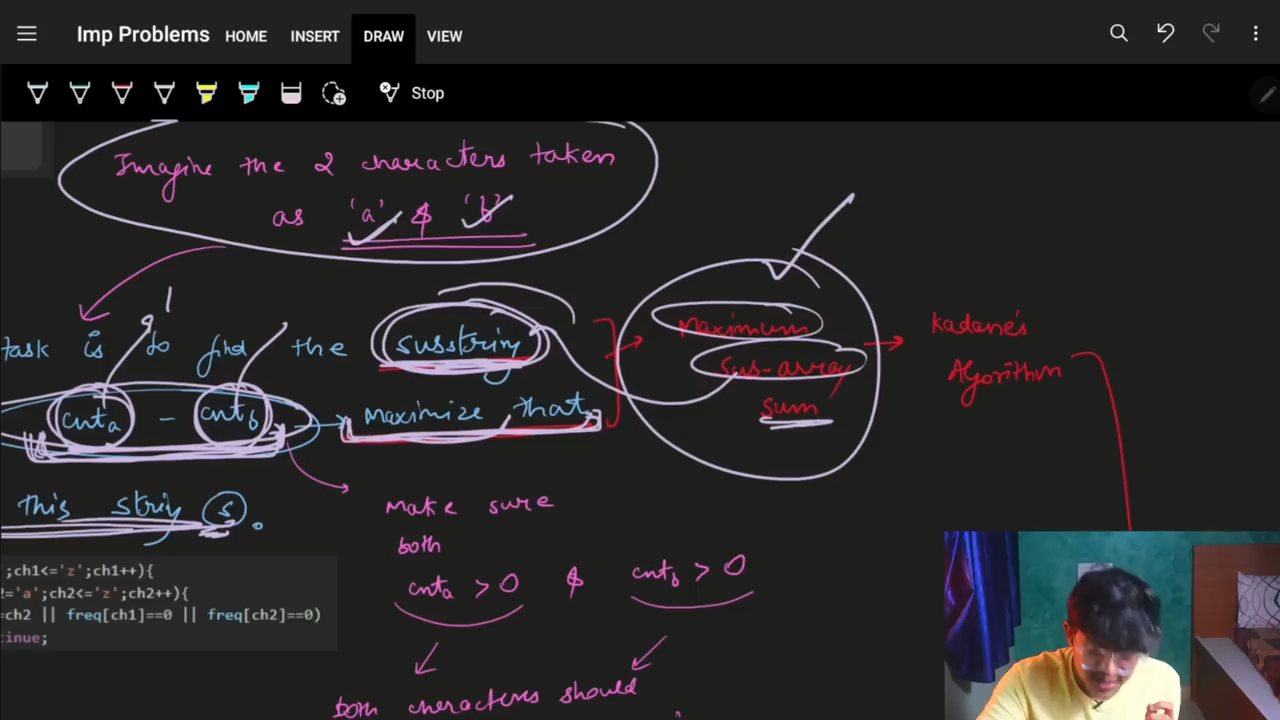 Imp Problems HOME INSERT DRAW VIEW
Stop
Imagine the 2 characters taken
as 'a' & 'b'
task is to find the substring
cnta - cntb → maximize that
this string s.
Maximum
Sub-array
sum
Kadane's
Algorithm
Make sure
both
cnta > 0 & cntb > 0
both characters should
';ch1<='z';ch1++){
='a';ch2<='z';ch2++){
=ch2 || freq[ch1]==0 || freq[ch2]==0)
tinue;